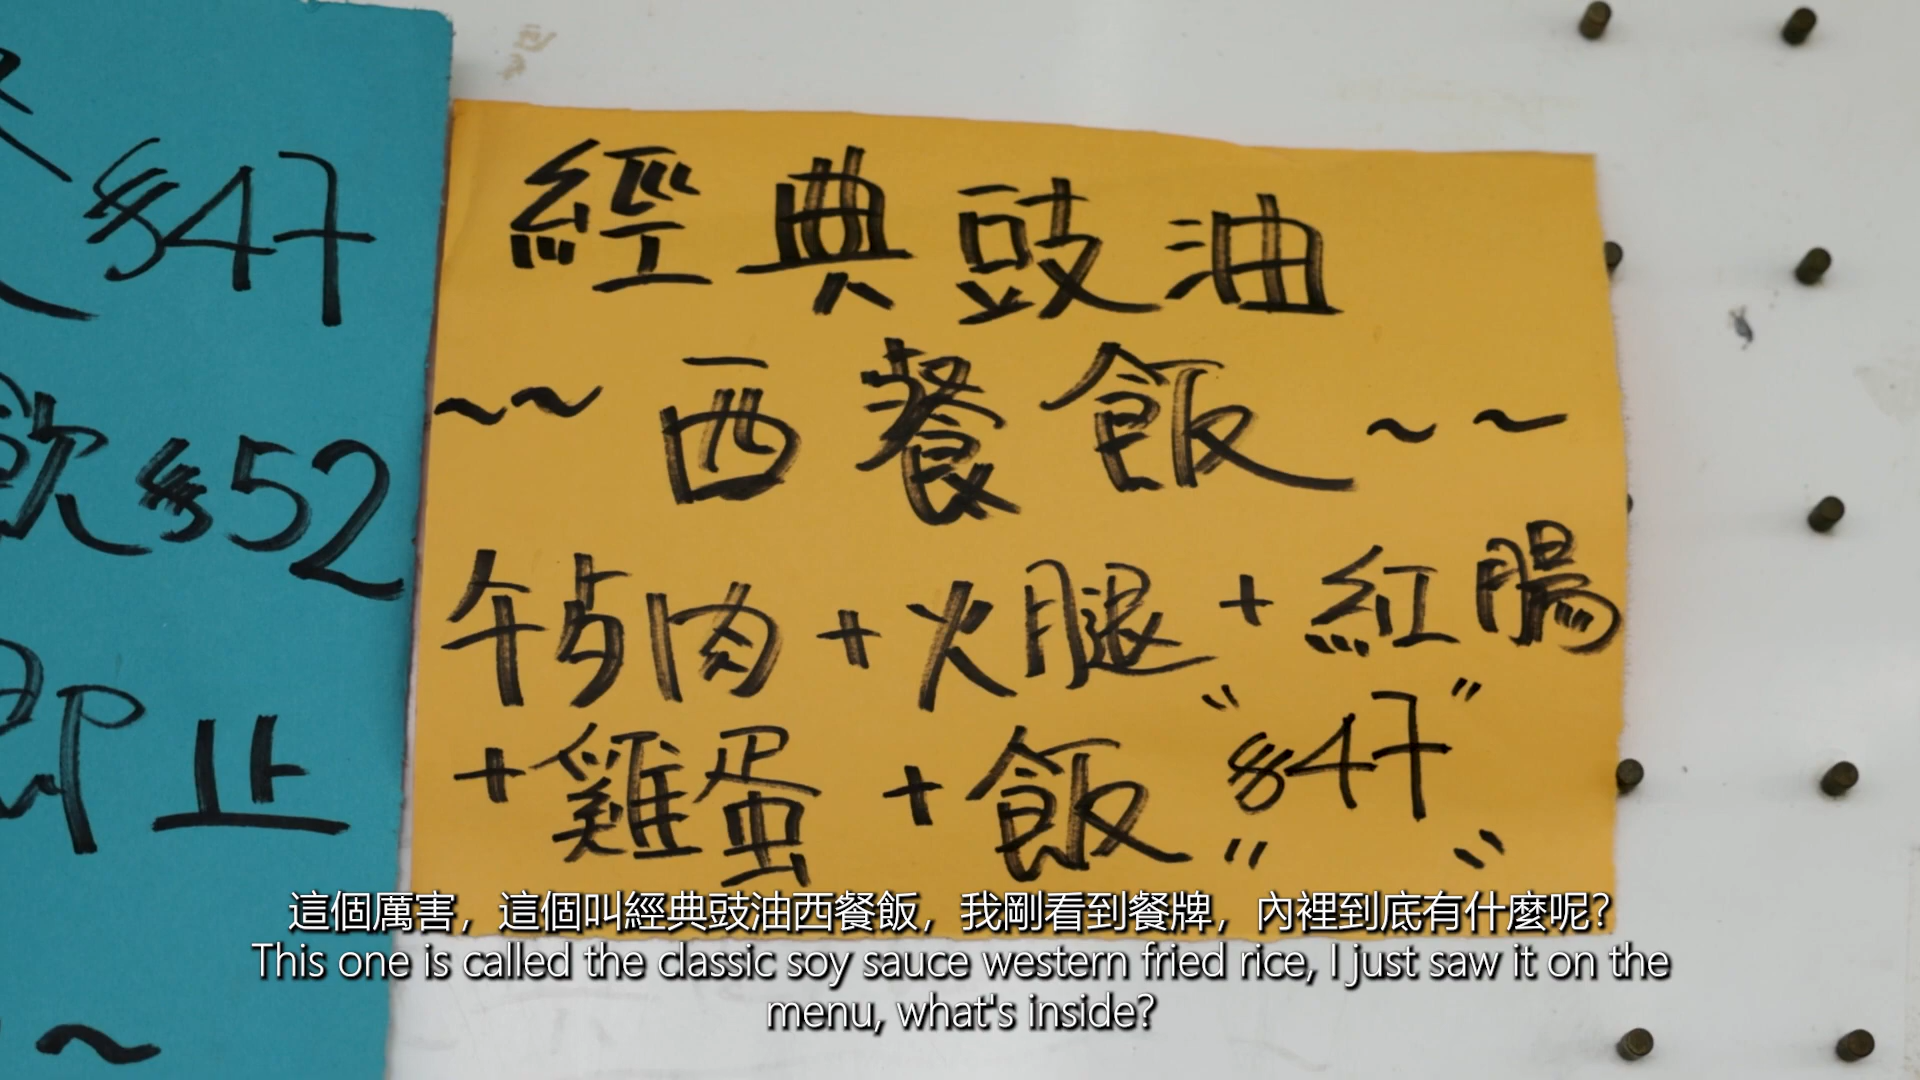 $47
飲$52
即止
~
經典豉油
~~西餐飯~~
牛肉+火腿+紅腸
+雞蛋+飯"$47"
這個厲害，這個叫經典豉油西餐飯，我剛看到餐牌，內裡到底有什麼呢?
This one is called the classic soy sauce western fried rice, I just saw it on the
menu, what's inside?